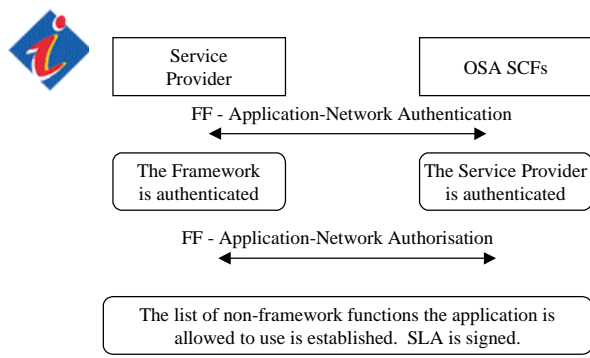 i
Service
Provider
OSA SCFs
FF - Application-Network Authentication
The Framework
is authenticated
The Service Provider
is authenticated
FF - Application-Network Authorisation
The list of non-framework functions the application is
allowed to use is established.  SLA is signed.